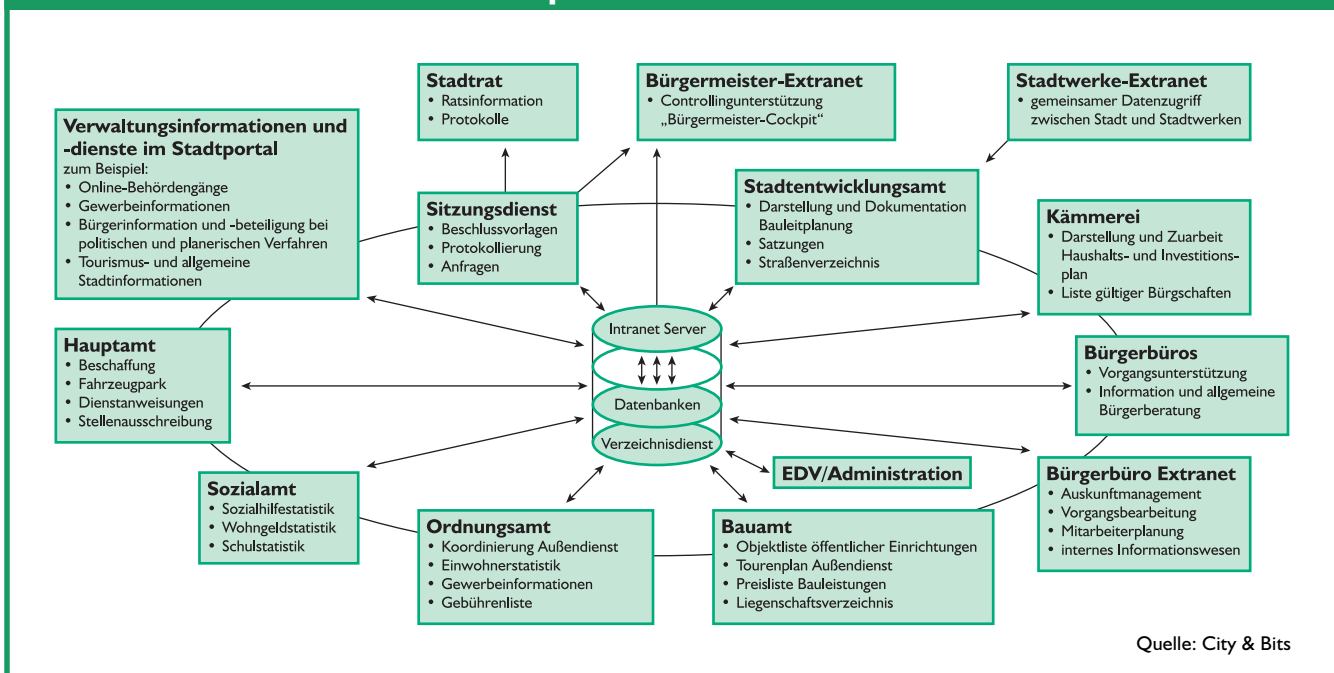 Stadtrat
• Ratsinformation
• Protokolle
Bürgermeister-Extranet
• Controllingunterstützung
„Bürgermeister-Cockpit“
Stadtwerke-Extranet
• gemeinsamer Datenzugriff
zwischen Stadt und Stadtwerken
Verwaltungsinformationen und
-dienste im Stadtportal
zum Beispiel:
• Online-Behördengänge
• Gewerbeinformationen
• Bürgerinformation und -beteiligung bei
politischen und planerischen Verfahren
• Tourismus- und allgemeine
Stadtinformationen
Sitzungsdienst
• Beschlussvorlagen
• Protokollierung
• Anfragen
Stadtentwicklungsamt
• Darstellung und Dokumentation
Bauleitplanung
• Satzungen
• Straßenverzeichnis
Kämmerei
• Darstellung und Zuarbeit
Haushalts- und Investitions-
plan
• Liste gültiger Bürgschaften
Hauptamt
• Beschaffung
• Fahrzeugpark
• Dienstanweisungen
• Stellenausschreibung
Intranet Server
Datenbanken
Verzeichnisdienst
Bürgerbüros
• Vorgangsunterstützung
• Information und allgemeine
Bürgerberatung
EDV/Administration
Sozialamt
• Sozialhilfestatistik
• Wohngeldstatistik
• Schulstatistik
Ordnungsamt
• Koordinierung Außendienst
• Einwohnerstatistik
• Gewerbeinformationen
• Gebührenliste
Bauamt
• Objektliste öffentlicher Einrichtungen
• Tourenplan Außendienst
• Preisliste Bauleistungen
• Liegenschaftsverzeichnis
Bürgerbüro Extranet
• Auskunftmanagement
• Vorgangsbearbeitung
• Mitarbeiterplanung
• internes Informationswesen
Quelle: City & Bits